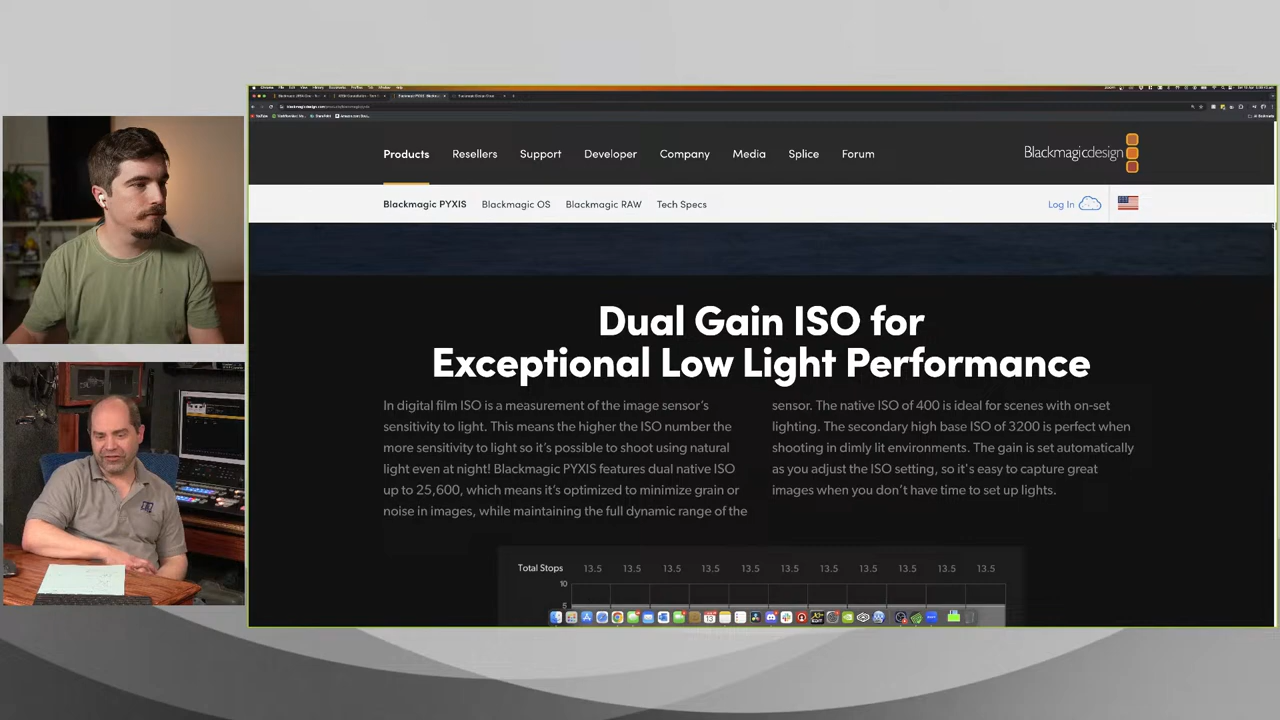 Products Resellers Support Developer Company Media Splice Forum
Blackmagicdesign
Blackmagic PYXIS Blackmagic OS Blackmagic RAW Tech Specs
Log In
Dual Gain ISO for
Exceptional Low Light Performance
In digital film ISO is a measurement of the image sensor's
sensitivity to light. This means the higher the ISO number the
more sensitivity to light so it's possible to shoot using natural
light even at night! Blackmagic PYXIS features dual native ISO
up to 25,600, which means it's optimized to minimize grain or
noise in images, while maintaining the full dynamic range of the
sensor. The native ISO of 400 is ideal for scenes with on-set
lighting. The secondary high base ISO of 3200 is perfect when
shooting in dimly lit environments. The gain is set automatically
as you adjust the ISO setting, so it's easy to capture great
images when you don't have time to set up lights.
Total Stops 13.5 13.5 13.5 13.5 13.5 13.5 13.5 13.5 13.5 13.5 13.5
10
5